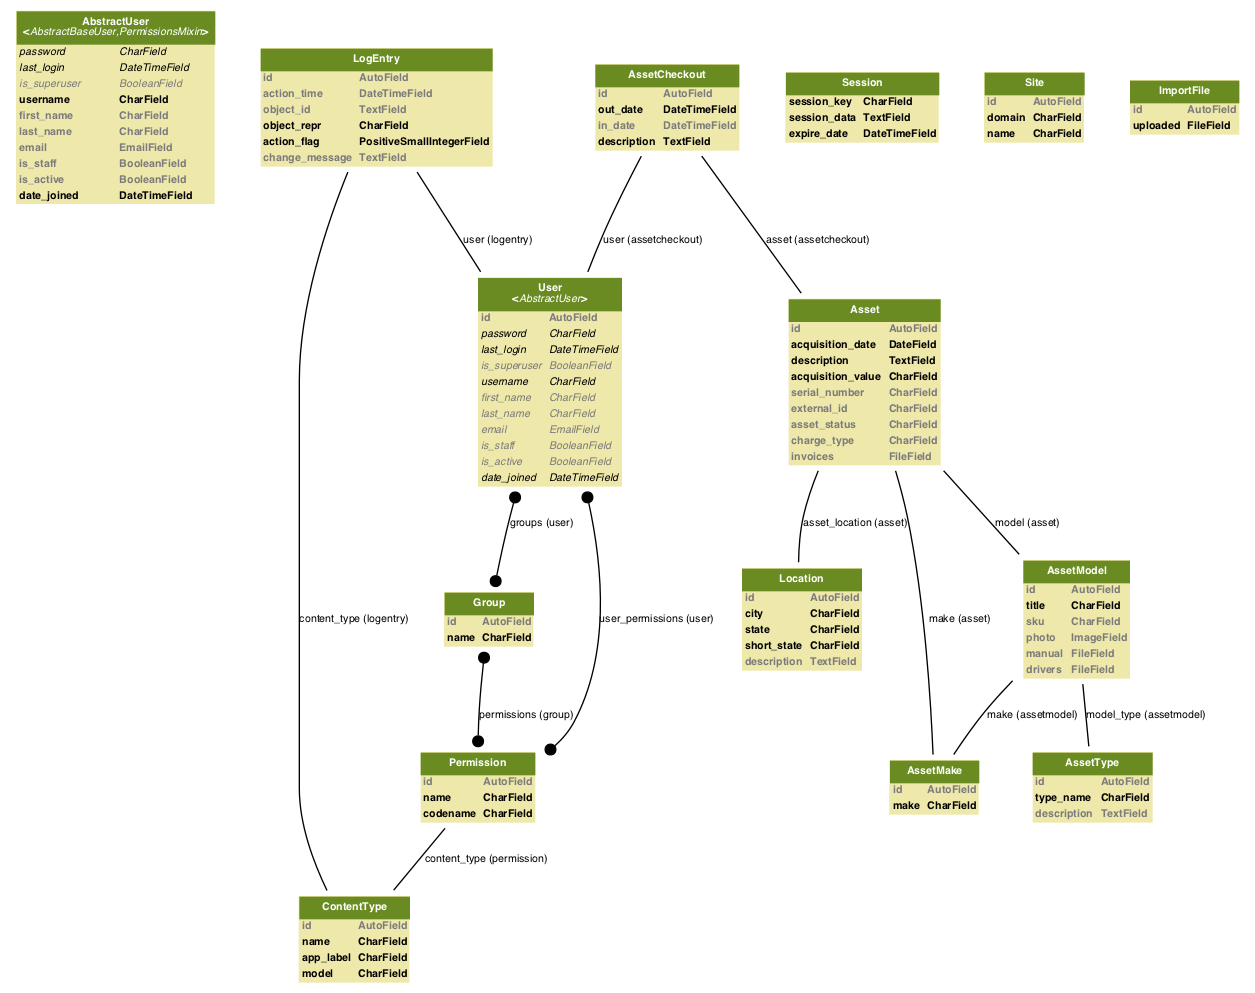 AbstractUser
<AbstractBaseUser,PermissionsMixin>
password CharField
last_login DateTimeField
is_superuser BooleanField
username CharField
first_name CharField
last_name CharField
email EmailField
is_staff BooleanField
is_active BooleanField
date_joined DateTimeField
LogEntry
id AutoField
action_time DateTimeField
object_id TextField
object_repr CharField
action_flag PositiveSmallIntegerField
change_message TextField
AssetCheckout
id AutoField
out_date DateTimeField
in_date DateTimeField
description TextField
Session
session_key CharField
session_data TextField
expire_date DateTimeField
Site
id AutoField
domain CharField
name CharField
ImportFile
id AutoField
uploaded FileField
user (logentry)
user (assetcheckout)
asset (assetcheckout)
User
<AbstractUser>
id AutoField
password CharField
last_login DateTimeField
is_superuser BooleanField
username CharField
first_name CharField
last_name CharField
email EmailField
is_staff BooleanField
is_active BooleanField
date_joined DateTimeField
Asset
id AutoField
acquisition_date DateField
description TextField
acquisition_value CharField
serial_number CharField
external_id CharField
asset_status CharField
charge_type CharField
invoices FileField
groups (user)
asset_location (asset)
model (asset)
Location
id AutoField
city CharField
state CharField
short_state CharField
description TextField
AssetModel
id AutoField
title CharField
sku CharField
photo ImageField
manual FileField
drivers FileField
Group
id AutoField
name CharField
content_type (logentry)
user_permissions (user)
make (asset)
permissions (group)
make (assetmodel)
model_type (assetmodel)
Permission
id AutoField
name CharField
codename CharField
AssetMake
id AutoField
make CharField
AssetType
id AutoField
type_name CharField
description TextField
content_type (permission)
ContentType
id AutoField
name CharField
app_label CharField
model CharField